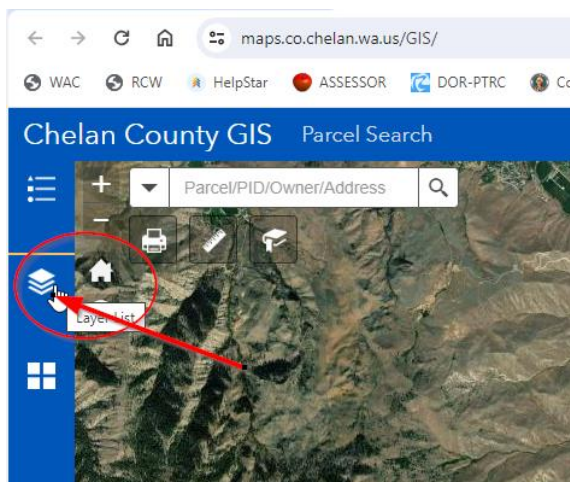 maps.co.chelan.wa.us/GIS/
WAC RCW HelpStar ASSESSOR DOR-PTRC Co
Chelan County GIS Parcel Search
Parcel/PID/Owner/Address
Layer List